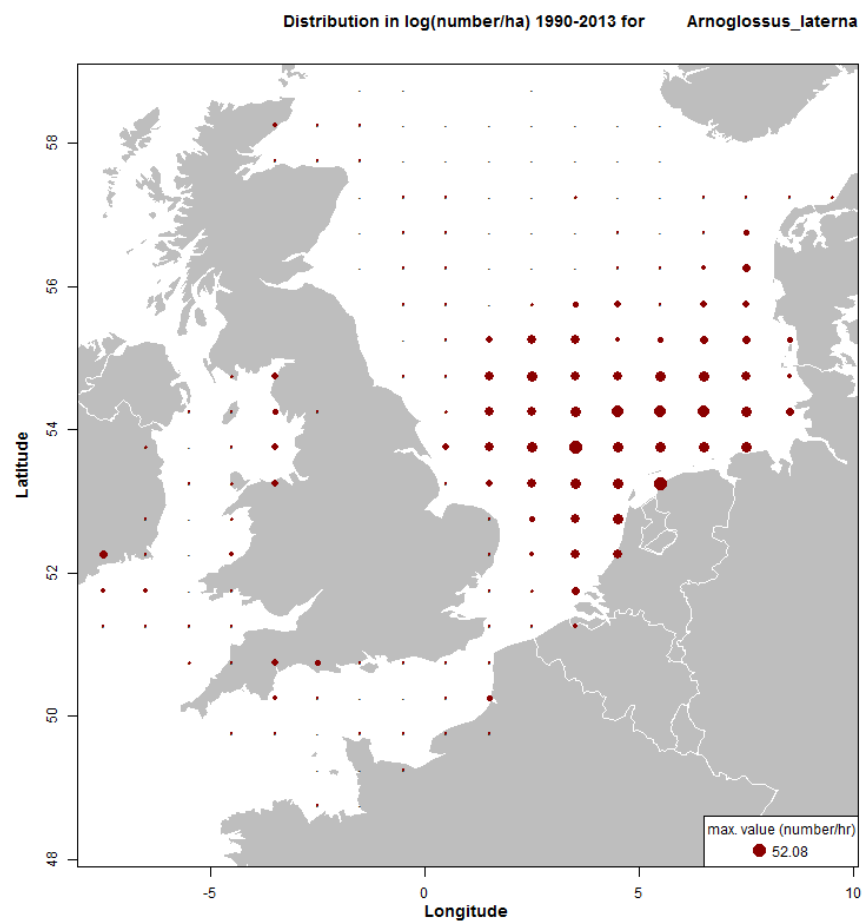 Distribution in log(number/ha) 1990-2013 for Arnoglossus_laterna
58
56
Latitude
54
52
50
48
max. value (number/hr)
52.08
-5 0 5 10
Longitude